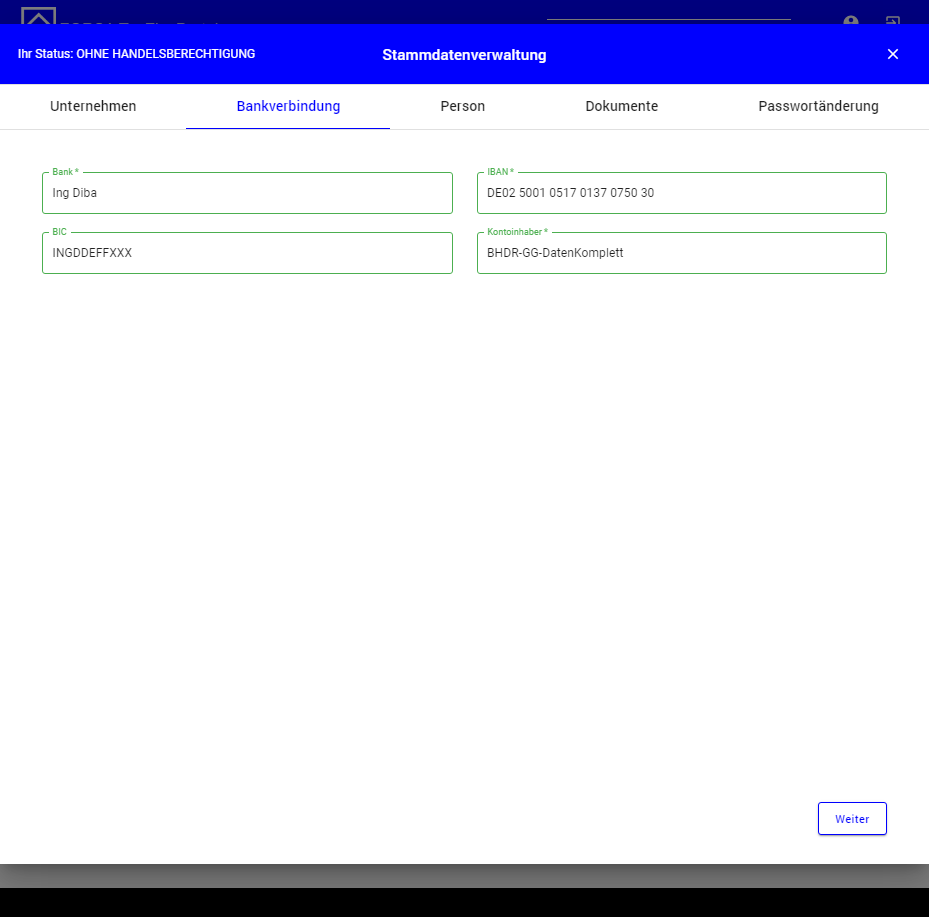 Ihr Status: OHNE HANDELSBERECHTIGUNG
Stammdatenverwaltung
Unternehmen
Bankverbindung
Person
Dokumente
Passwortänderung
Bank *
Ing Diba
IBAN *
DE02 5001 0517 0137 0750 30
BIC
INGDDEFFXXX
Kontoinhaber *
BHDR-GG-DatenKomplett
Weiter